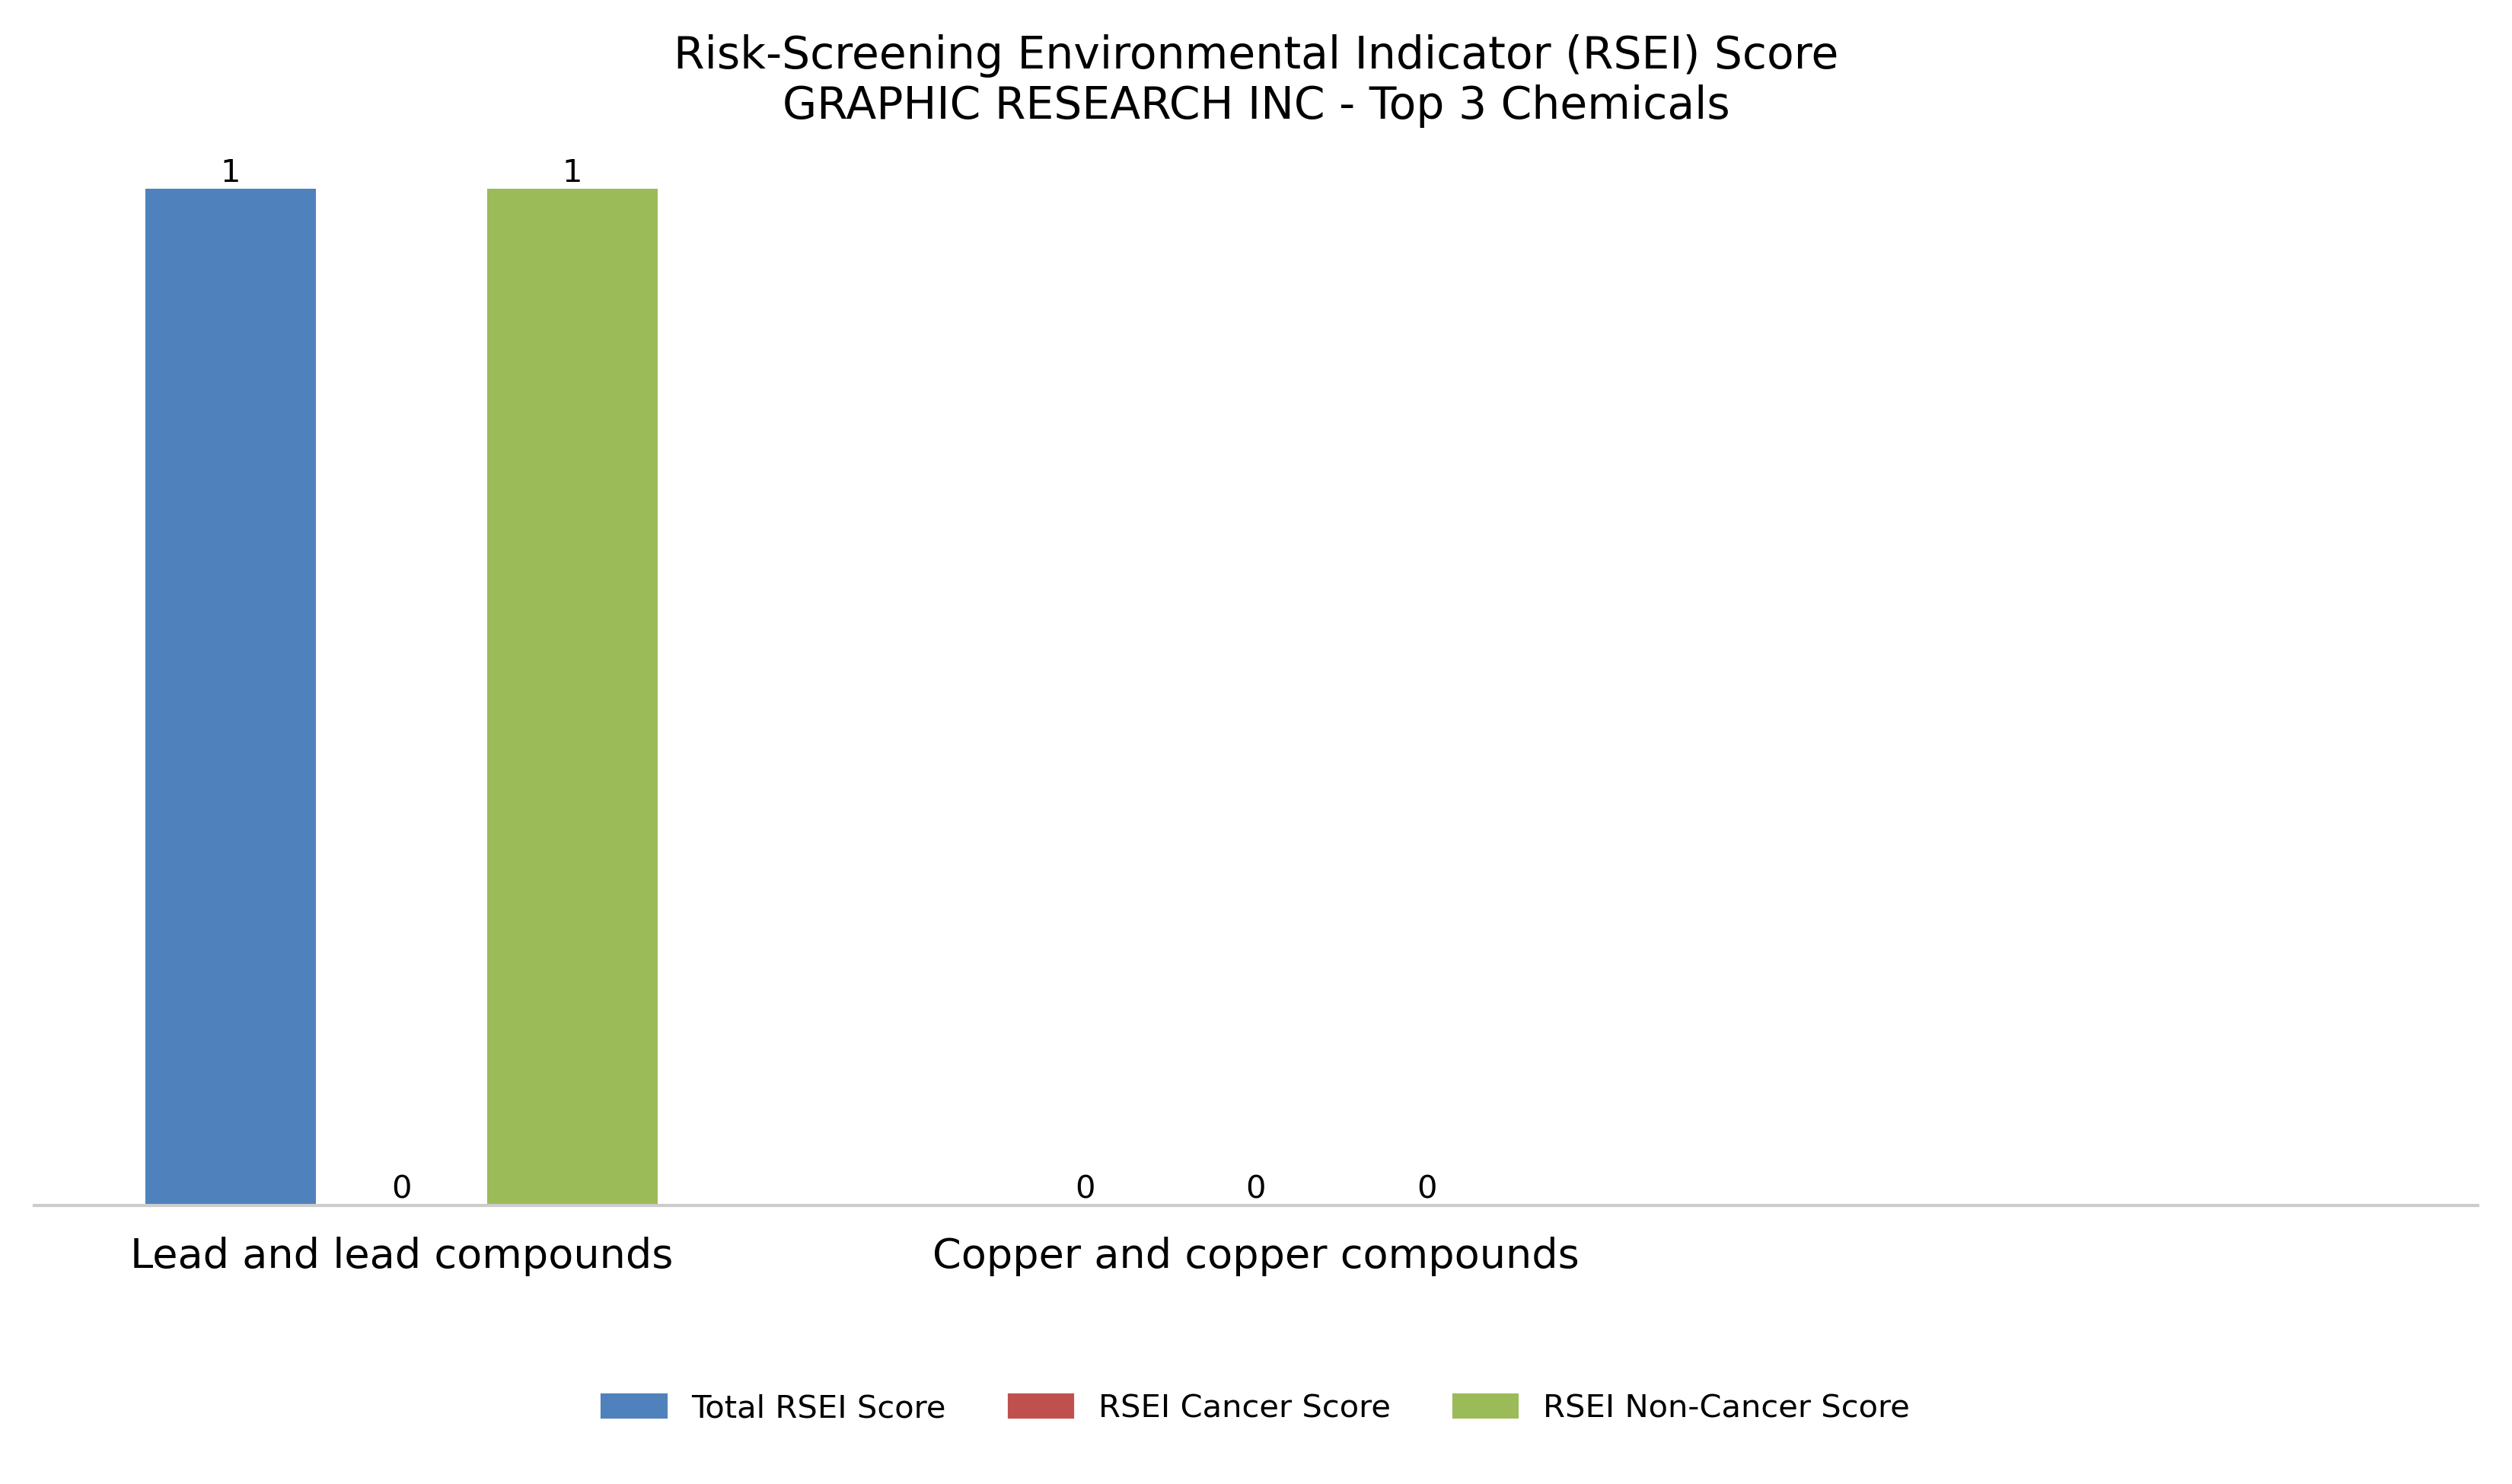 Risk-Screening Environmental Indicator (RSEI) Score
GRAPHIC RESEARCH INC - Top 3 Chemicals
1
1
0
0
0
0
Lead and lead compounds
Copper and copper compounds
Total RSEI Score
RSEI Cancer Score
RSEI Non-Cancer Score